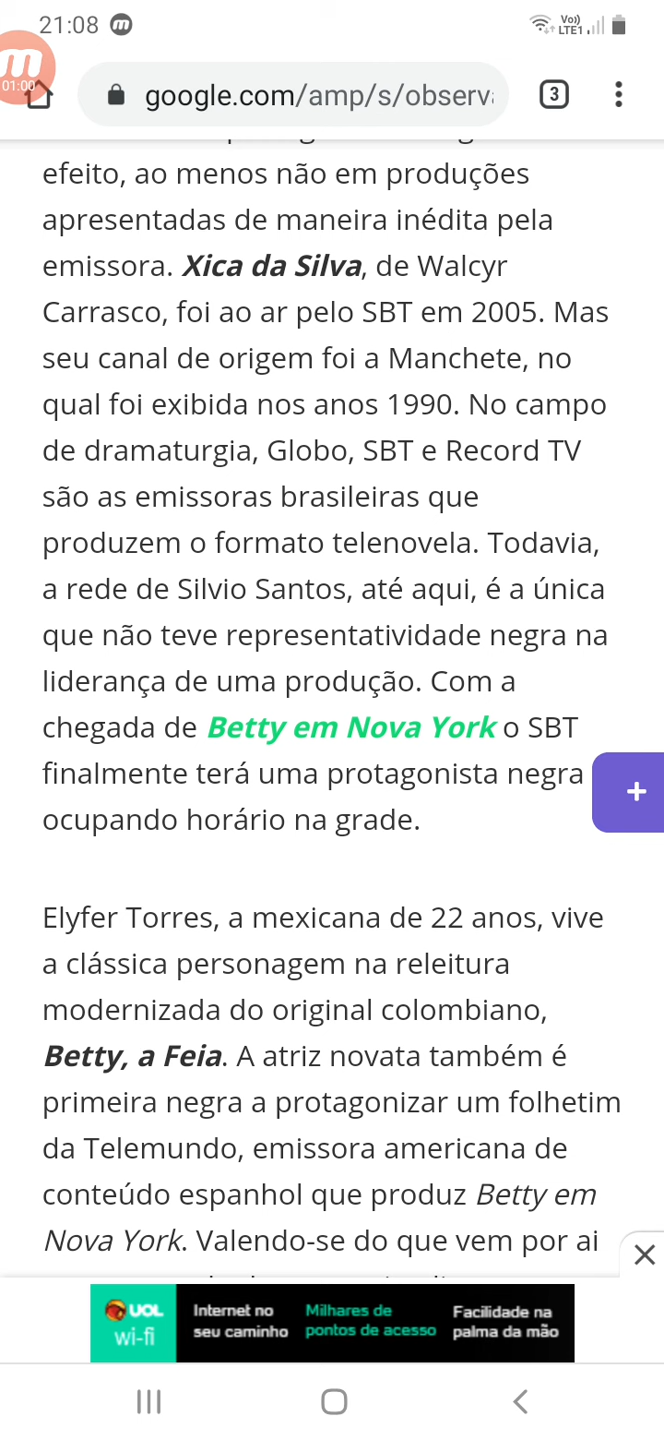 21:08
Vo))
LTE1
01:00
google.com/amp/s/observa
3
efeito, ao menos não em produções
apresentadas de maneira inédita pela
emissora. Xica da Silva, de Walcyr
Carrasco, foi ao ar pelo SBT em 2005. Mas
seu canal de origem foi a Manchete, no
qual foi exibida nos anos 1990. No campo
de dramaturgia, Globo, SBT e Record TV
são as emissoras brasileiras que
produzem o formato telenovela. Todavia,
a rede de Silvio Santos, até aqui, é a única
que não teve representatividade negra na
liderança de uma produção. Com a
chegada de Betty em Nova York o SBT
finalmente terá uma protagonista negra
ocupando horário na grade.
Elyfer Torres, a mexicana de 22 anos, vive
a clássica personagem na releitura
modernizada do original colombiano,
Betty, a Feia. A atriz novata também é
primeira negra a protagonizar um folhetim
da Telemundo, emissora americana de
conteúdo espanhol que produz Betty em
Nova York. Valendo-se do que vem por ai
UOL
wi-fi
Internet no
seu caminho
Milhares de
pontos de acesso
Facilidade na
palma da mão